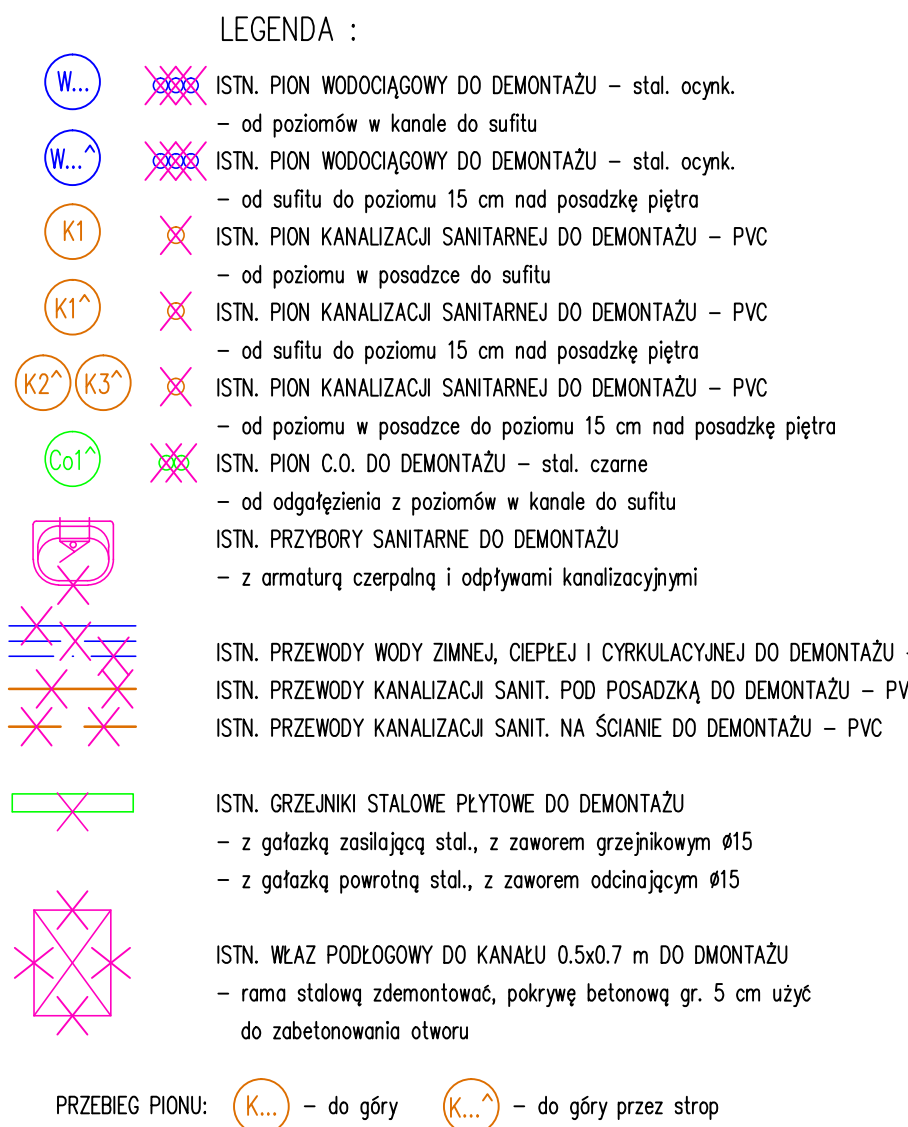 LEGENDA :
W... ISTN. PION WODOCIĄGOWY DO DEMONTAŻU – stal. ocynk.
– od poziomów w kanale do sufitu
W...^ ISTN. PION WODOCIĄGOWY DO DEMONTAŻU – stal. ocynk.
– od sufitu do poziomu 15 cm nad posadzkę piętra
K1 ISTN. PION KANALIZACJI SANITARNEJ DO DEMONTAŻU – PVC
– od poziomu w posadzce do sufitu
K1^ ISTN. PION KANALIZACJI SANITARNEJ DO DEMONTAŻU – PVC
– od sufitu do poziomu 15 cm nad posadzkę piętra
K2^ K3^ ISTN. PION KANALIZACJI SANITARNEJ DO DEMONTAŻU – PVC
– od poziomu w posadzce do poziomu 15 cm nad posadzkę piętra
Co1^ ISTN. PION C.O. DO DEMONTAŻU – stal. czarne
– od odgałęzienia z poziomów w kanale do sufitu
ISTN. PRZYBORY SANITARNE DO DEMONTAŻU
– z armaturą czerpalną i odpływami kanalizacyjnymi
ISTN. PRZEWODY WODY ZIMNEJ, CIEPŁEJ I CYRKULACYJNEJ DO DEMONTAŻU -
ISTN. PRZEWODY KANALIZACJI SANIT. POD POSADZKĄ DO DEMONTAŻU – PV
ISTN. PRZEWODY KANALIZACJI SANIT. NA ŚCIANIE DO DEMONTAŻU – PVC
ISTN. GRZEJNIKI STALOWE PŁYTOWE DO DEMONTAŻU
– z gałazką zasilającą stal., z zaworem grzejnikowym Ø15
– z gałazką powrotną stal., z zaworem odcinającym Ø15
ISTN. WŁAZ PODŁOGOWY DO KANAŁU 0.5x0.7 m DO DMONTAŻU
– rama stalową zdemontować, pokrywę betonową gr. 5 cm użyć
do zabetonowania otworu
PRZEBIEG PIONU: K... – do góry K...^ – do góry przez strop